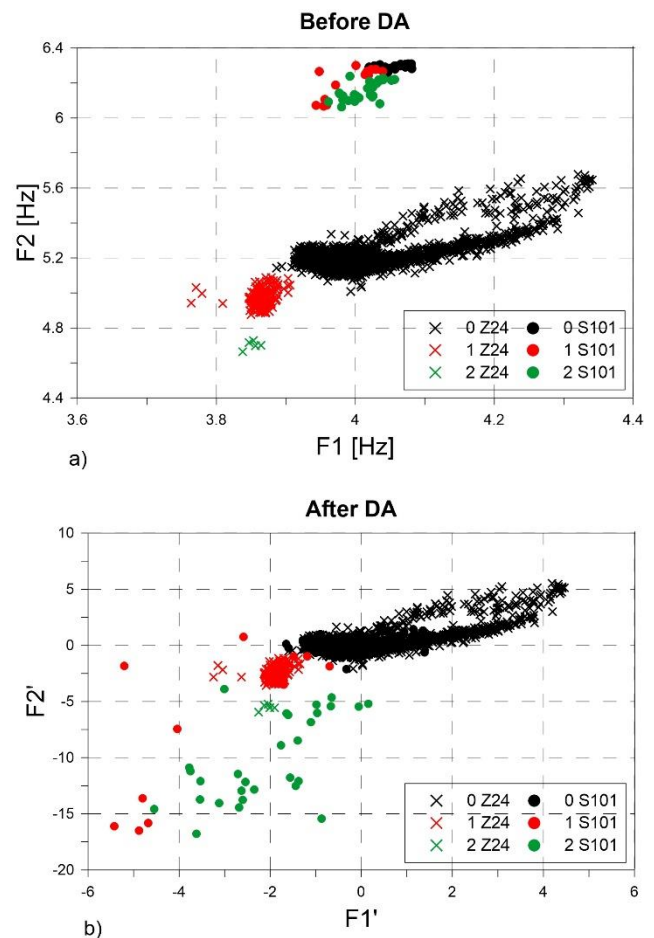 Before DA
6.4
6
5.6
5.2
4.8
4.4
F2 [Hz]
0 Z24 0 S101
1 Z24 1 S101
2 Z24 2 S101
3.6 3.8 4 4.2 4.4
F1 [Hz]
a)
After DA
10
5
0
-5
-10
-15
-20
F2'
0 Z24 0 S101
1 Z24 1 S101
2 Z24 2 S101
-6 -4 -2 0 2 4 6
F1'
b)